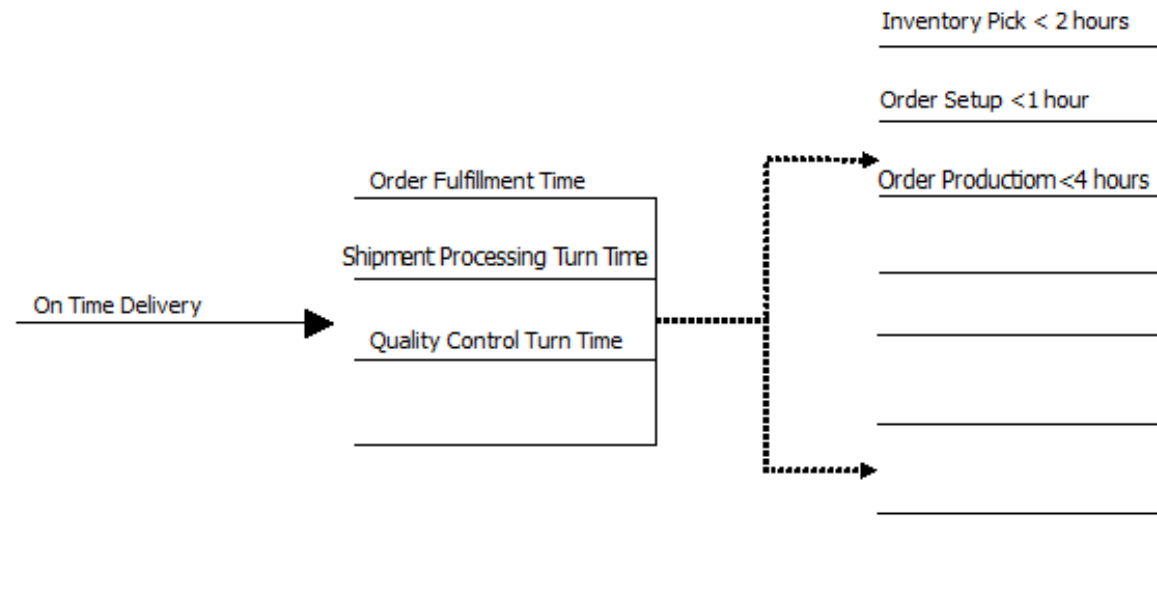 Inventory Pick < 2 hours
Order Setup <1 hour
Order Productiom<4 hours
Order Fulfillment Time
Shipment Processing Turn Time
Quality Control Turn Time
On Time Delivery